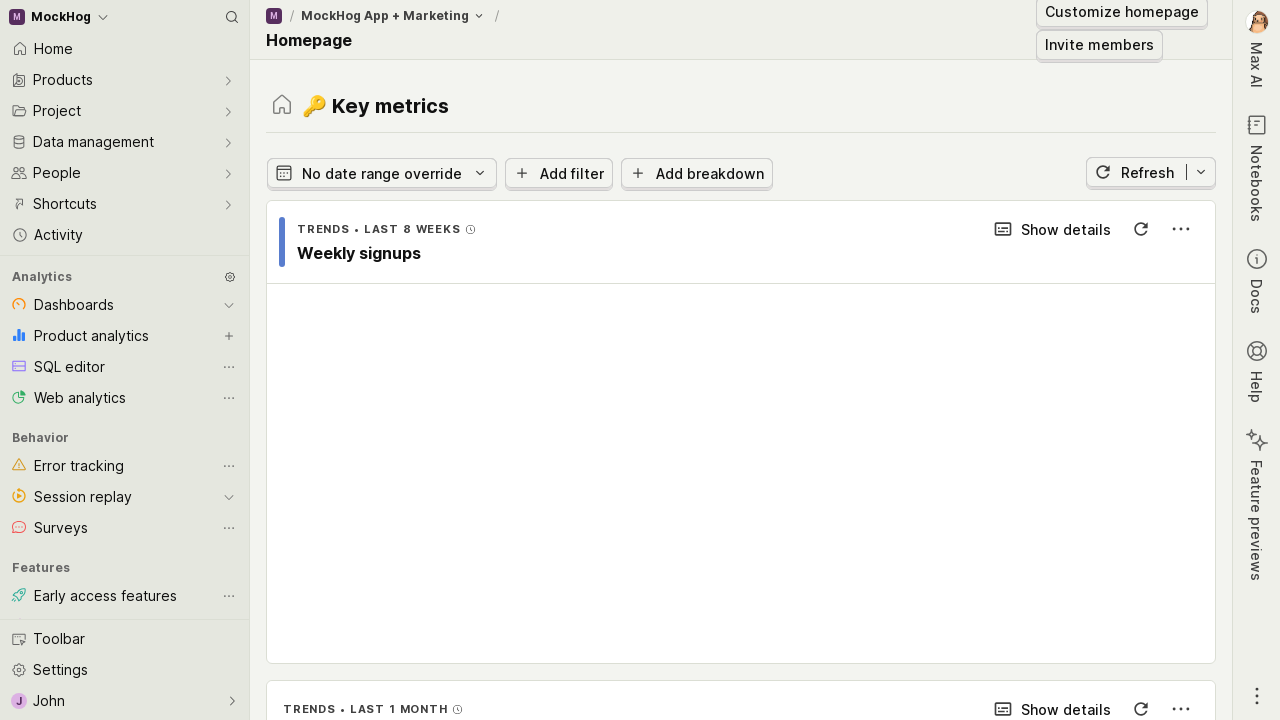 M MockHog
Home
Products
Project
Data management
People
Shortcuts
Activity
Analytics
Dashboards
Product analytics
SQL editor
Web analytics
Behavior
Error tracking
Session replay
Surveys
Features
Early access features
Toolbar
Settings
J John
M / MockHog App + Marketing /
Homepage
Customize homepage
Invite members
🔑 Key metrics
No date range override
Add filter
Add breakdown
Refresh
TRENDS • LAST 8 WEEKS
Show details
Weekly signups
TRENDS • LAST 1 MONTH
Show details
Max AI
Notebooks
Docs
Help
Feature previews